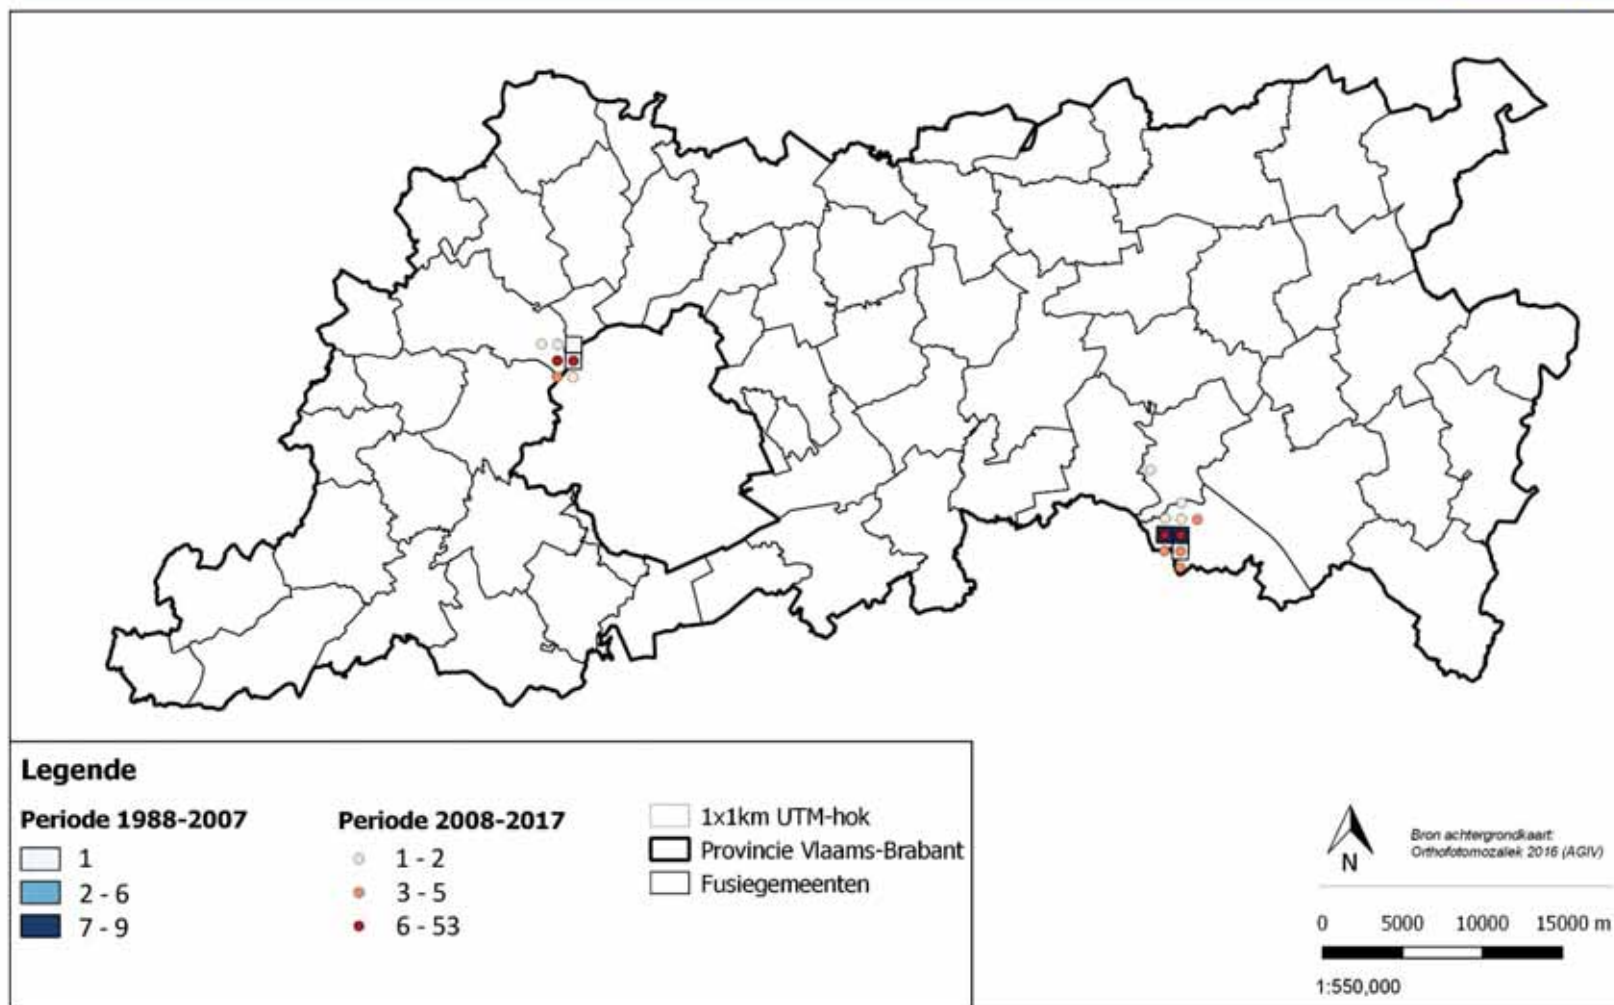 Legende
Periode 1988-2007
1
2 - 6
7 - 9
Periode 2008-2017
1 - 2
3 - 5
6 - 53
1x1km UTM-hok
Provincie Vlaams-Brabant
Fusiegemeenten
N
Bron achtergrondkaart:
Orthofotomozaïek 2016 (AGIV)
0 5000 10000 15000 m
1:550,000